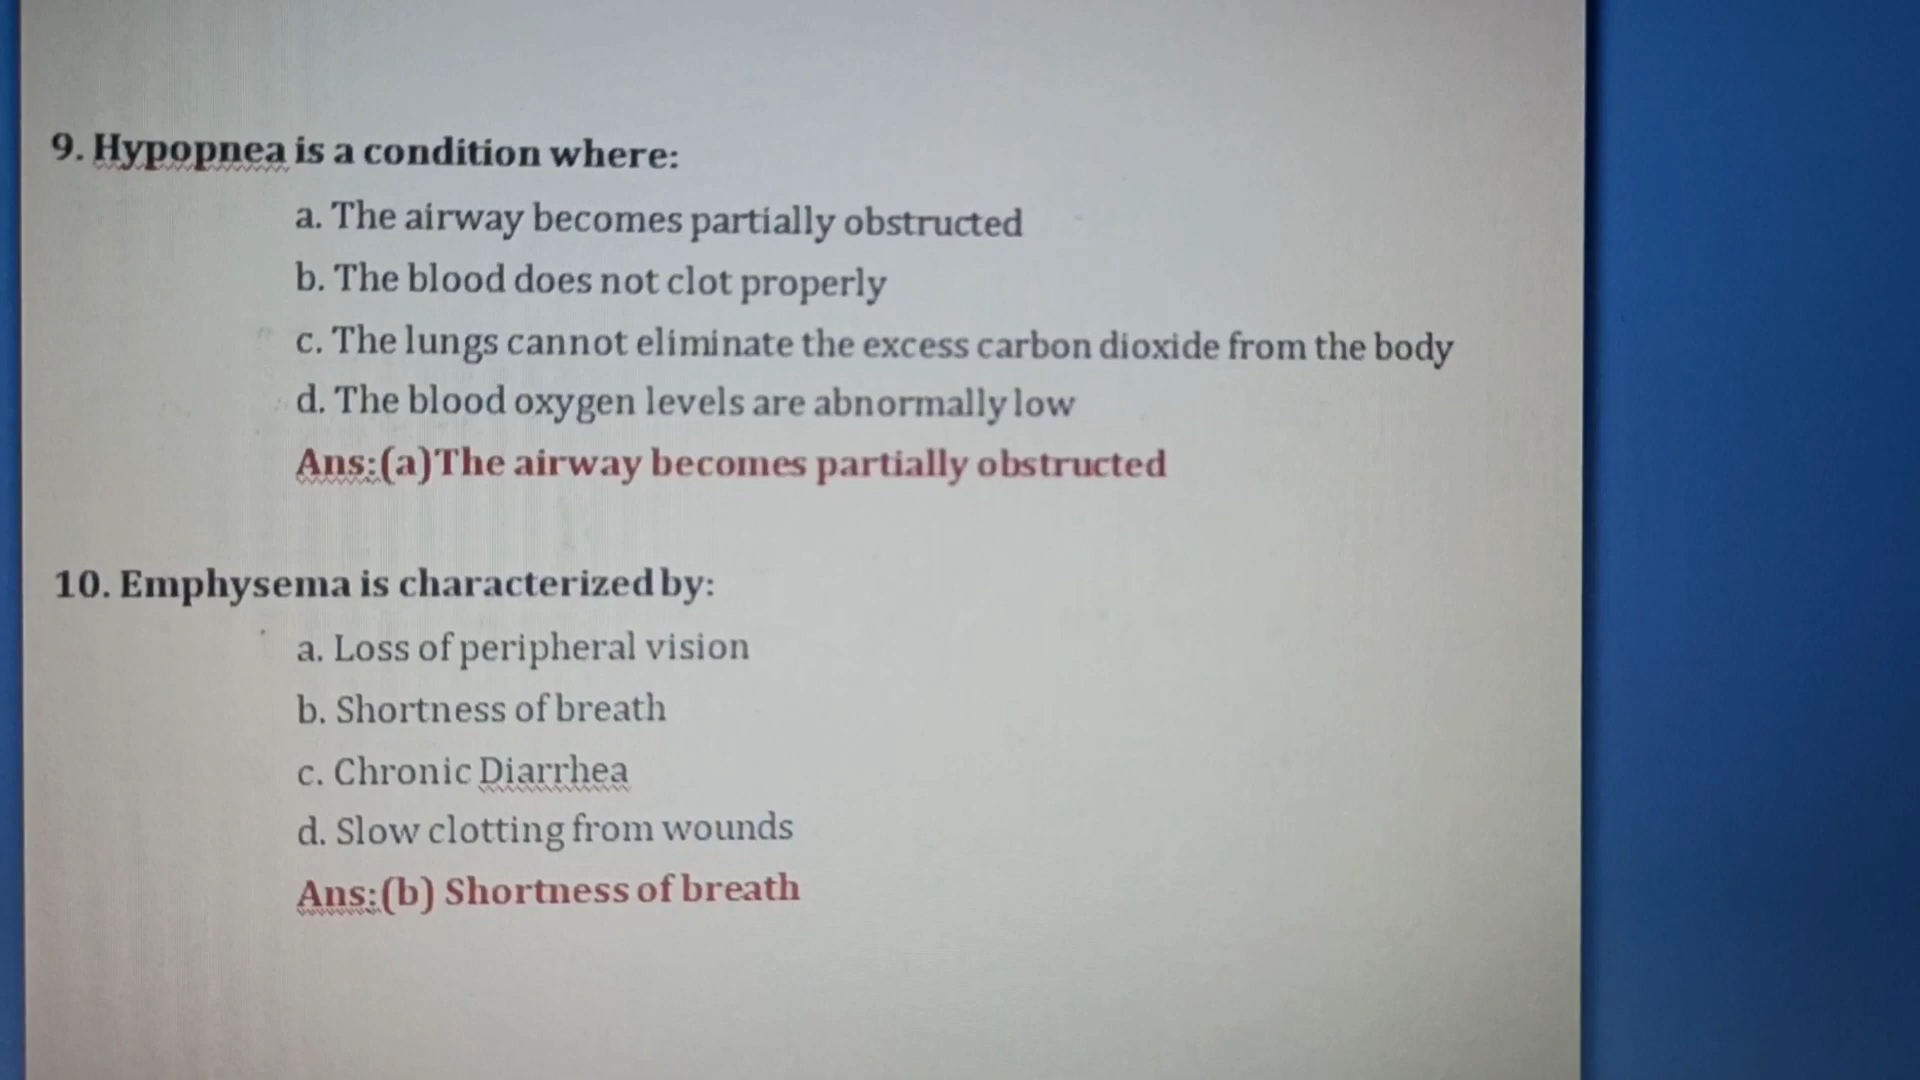 9. Hypopnea is a condition where:
a. The airway becomes partially obstructed
b. The blood does not clot properly
c. The lungs cannot eliminate the excess carbon dioxide from the body
d. The blood oxygen levels are abnormally low
Ans:(a)The airway becomes partially obstructed
10. Emphysema is characterized by:
a. Loss of peripheral vision
b. Shortness of breath
c. Chronic Diarrhea
d. Slow clotting from wounds
Ans:(b) Shortness of breath